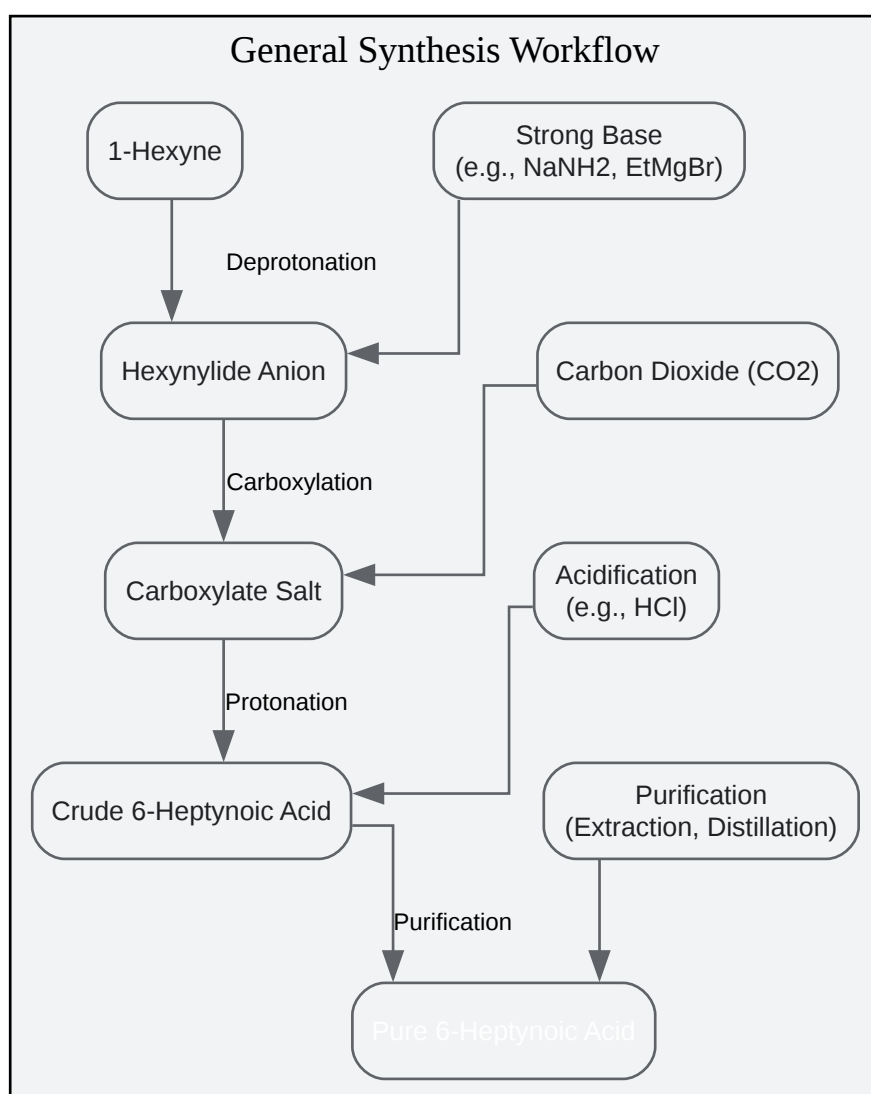 General Synthesis Workflow
1-Hexyne
Strong Base
(e.g., NaNH2, EtMgBr)
Deprotonation
Hexynylide Anion
Carbon Dioxide (CO2)
Carboxylation
Carboxylate Salt
Acidification
(e.g., HCl)
Protonation
Crude 6-Heptynoic Acid
Purification
(Extraction, Distillation)
Purification
Pure 6-Heptynoic Acid